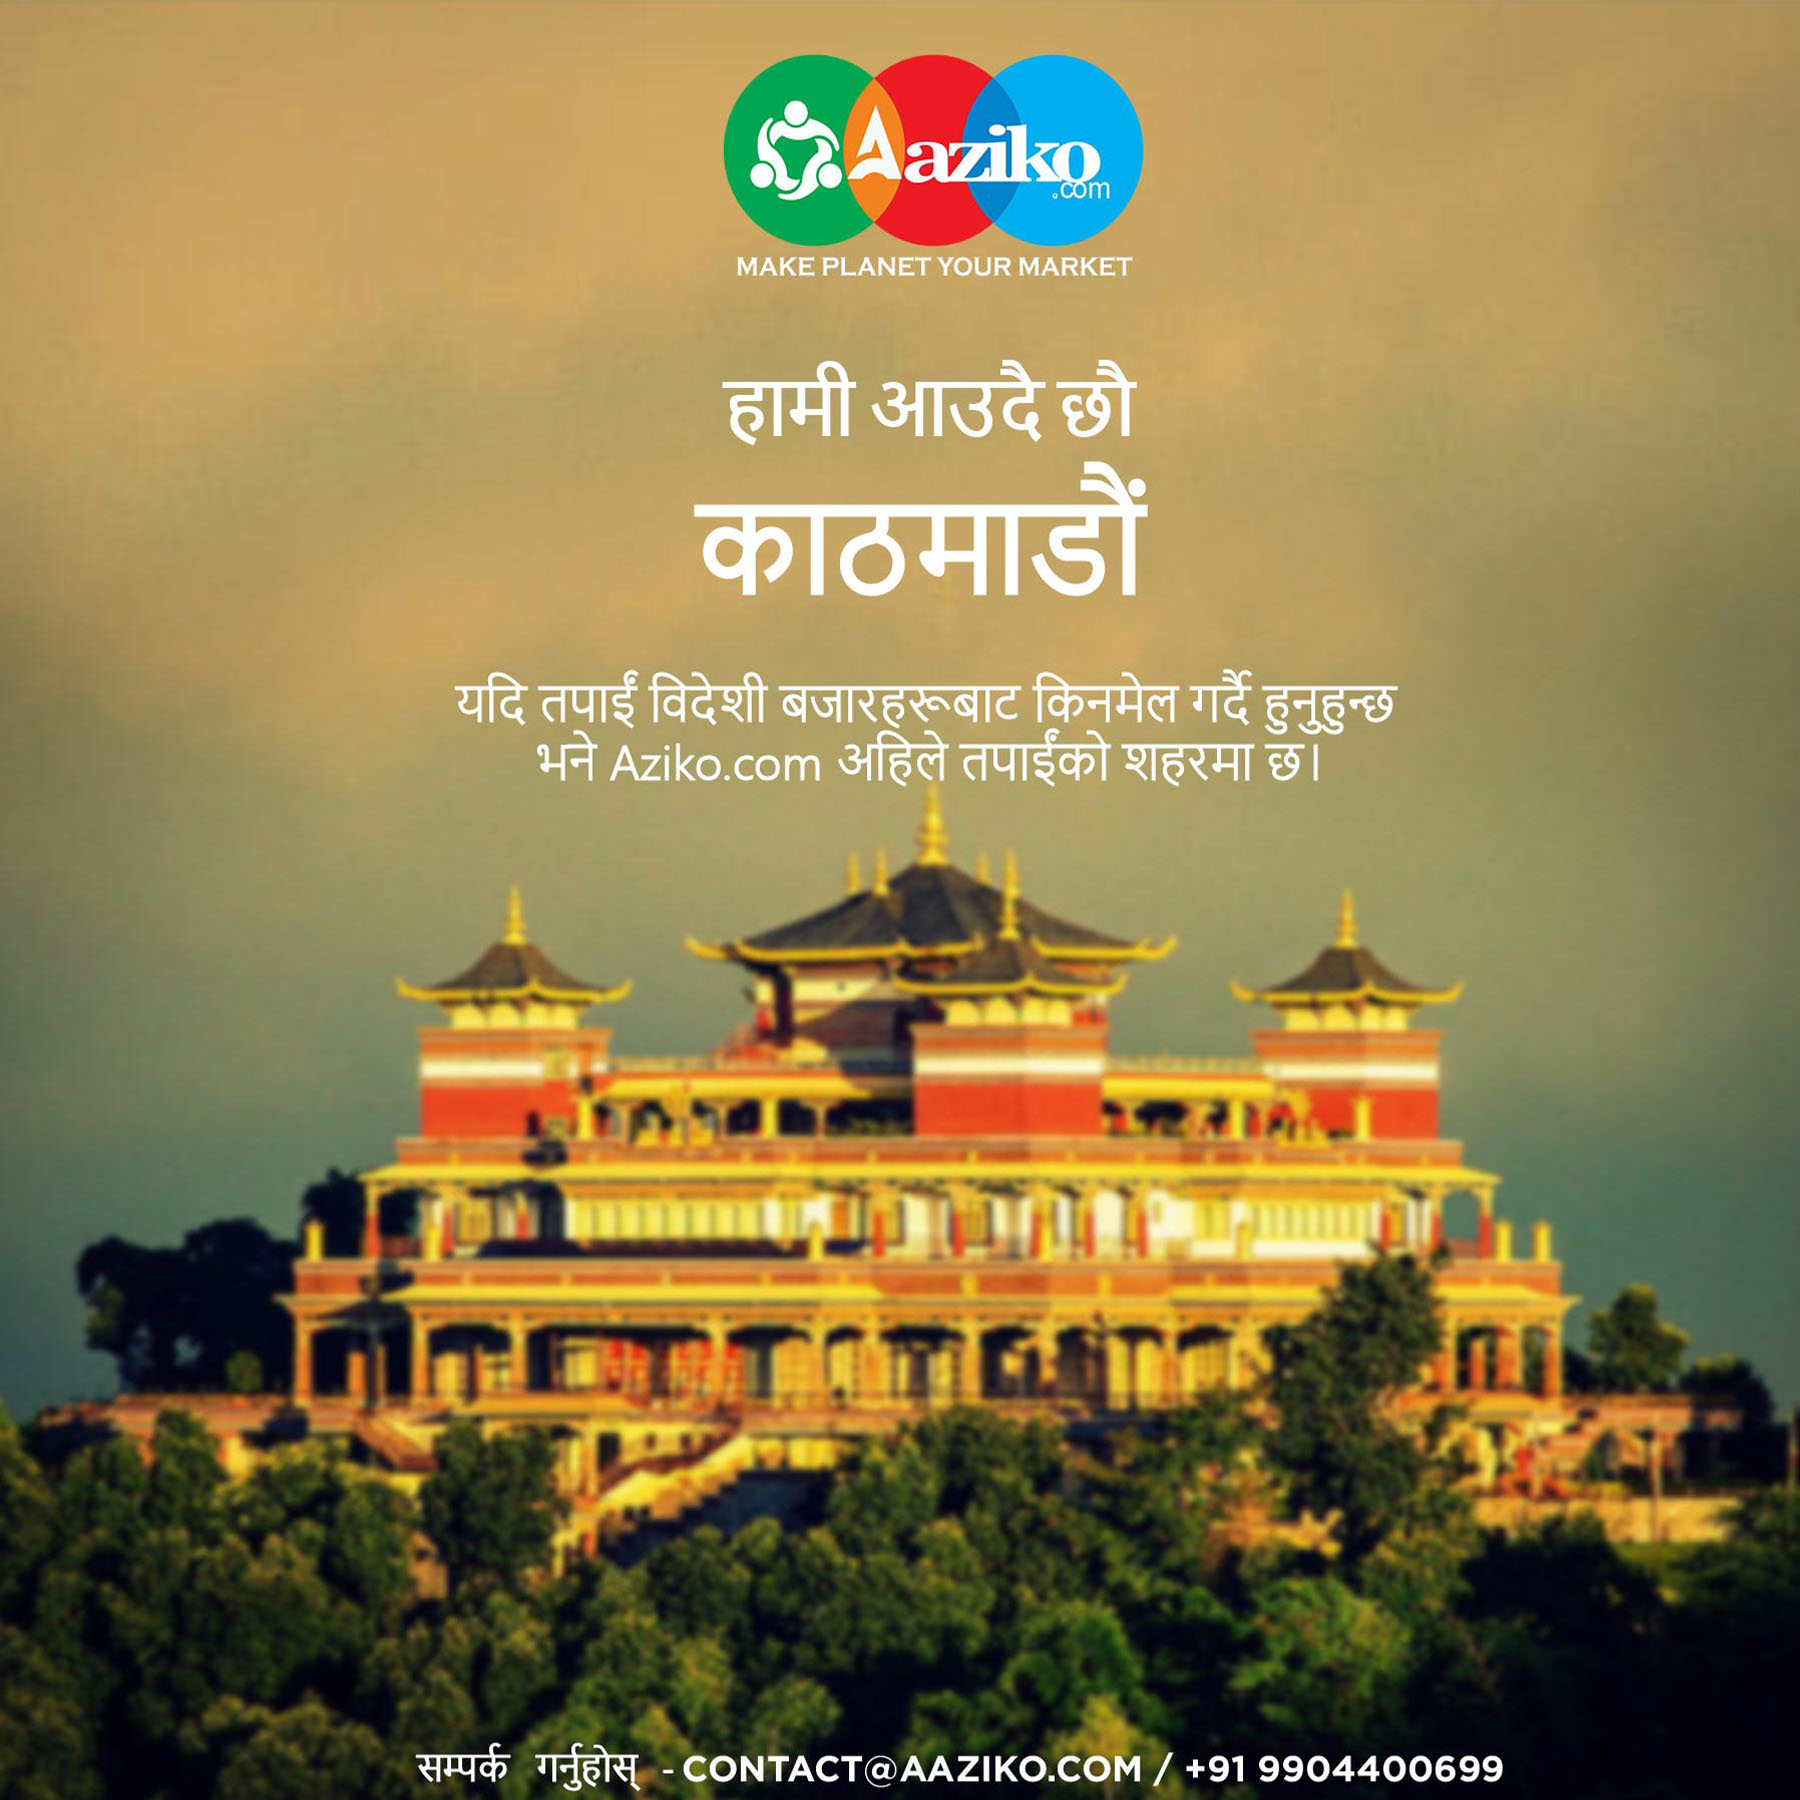 Aaziko
.com
MAKE PLANET YOUR MARKET
हामी आउदै छौ
काठमाडौं
यदि तपाईं विदेशी बजारहरूबाट किनमेल गर्दै हुनुहुन्छ
भने Aziko.com अहिले तपाईंको शहरमा छ।
सम्पर्क गर्नुहोस् - CONTACT@AAZIKO.COM / +91 9904400699